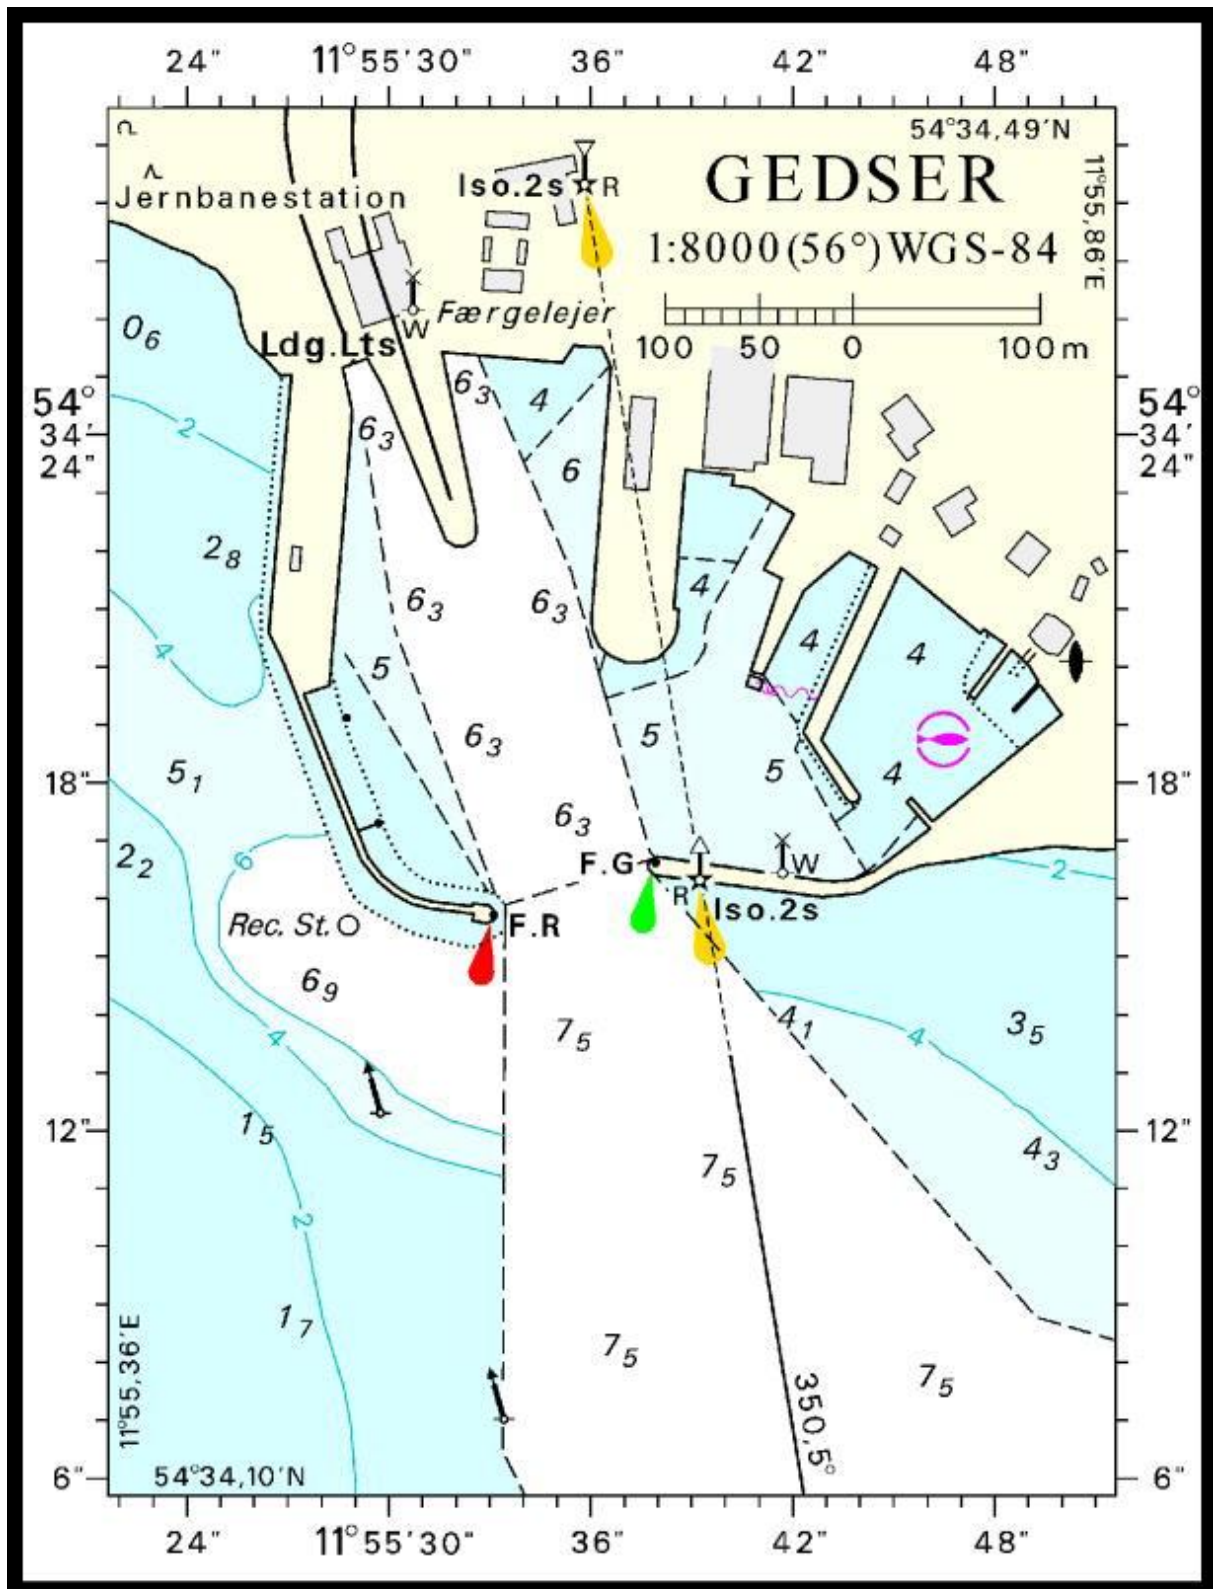 24" 11°55'30" 36" 42" 48"
54°34,49'N
GEDSER
11°55,86'E
Iso.2s R
Jernbanestation
1:8000(56°)WGS-84
Færgelejer
W
Ldg.Lts
100 50 0 100m
0₆
6₃ 4
54° 54°
34' 34'
24" 24"
2
6₃
6
2₈
4
6₃ 6₃
4 4 4
5
6₃ 5
5₁ 5 4
18" 18"
6₃
2₂ 6 F.G W 2
R Iso.2s
Rec. St. F.R
6₉
7₅ 4₁ 4 3₅
4
12" 1₅ 12"
7₅ 4₃
2
1₇
7₅
7₅
11°55,36'E
350,5°
6" 54°34,10'N 6"
24" 11°55'30" 36" 42" 48"